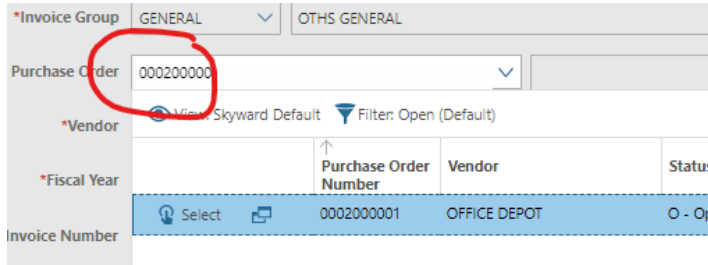 *Invoice Group GENERAL OTHS GENERAL
Purchase Order 000200000
View: Skyward Default Filter: Open (Default)
*Vendor
Purchase Order Number Vendor Status
*Fiscal Year
Select 0002000001 OFFICE DEPOT O - Op
Invoice Number